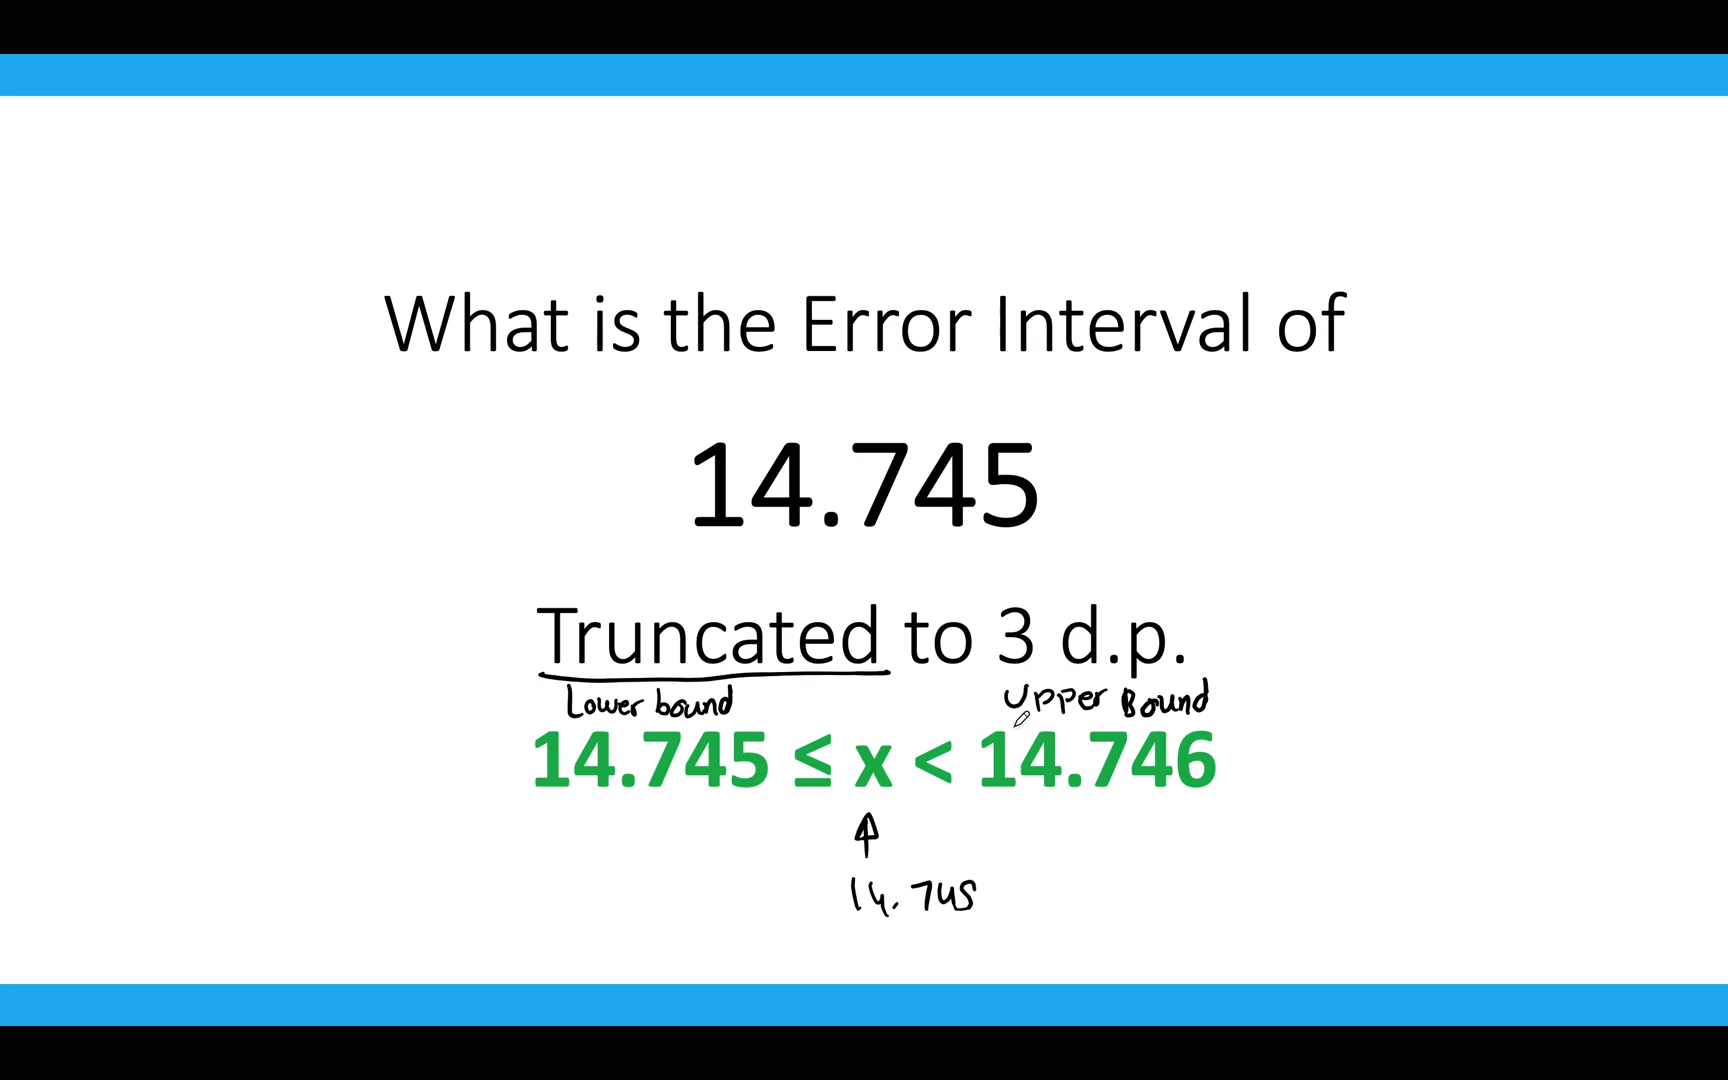 What is the Error Interval of
14.745
Truncated to 3 d.p.
Lower bound Upper Bound
14.745 ≤ x < 14.746
14.745